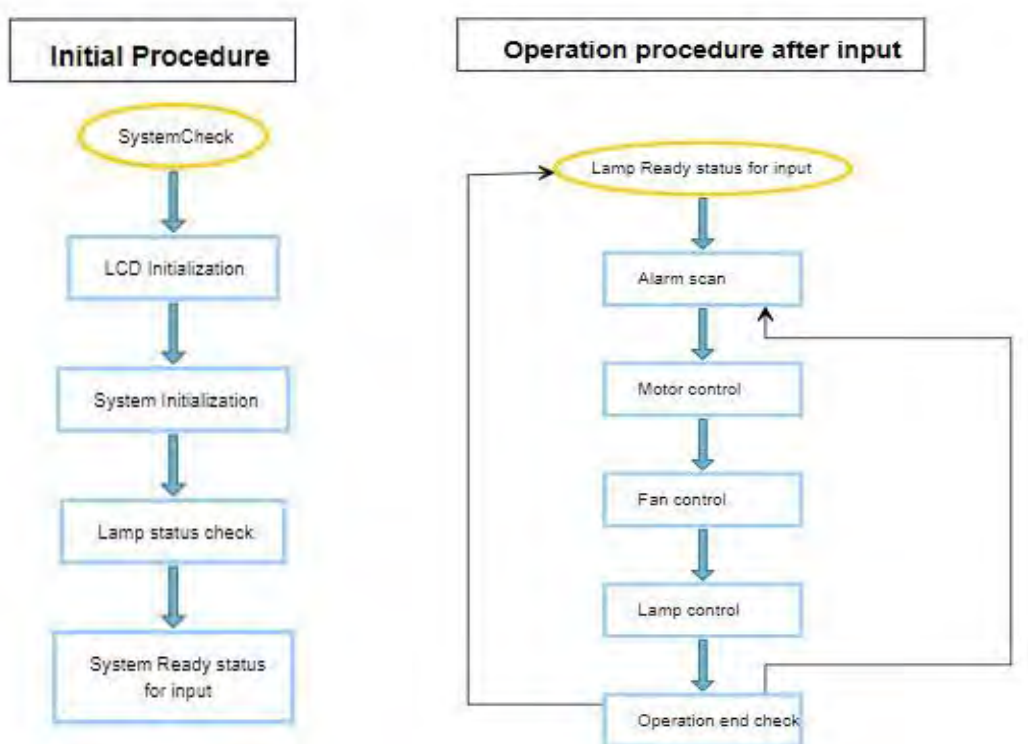 Initial Procedure
SystemCheck
LCD Initialization
System Initialization
Lamp status check
System Ready status
for input
Operation procedure after input
Lamp Ready status for input
Alarm scan
Motor control
Fan control
Lamp control
Operation end check